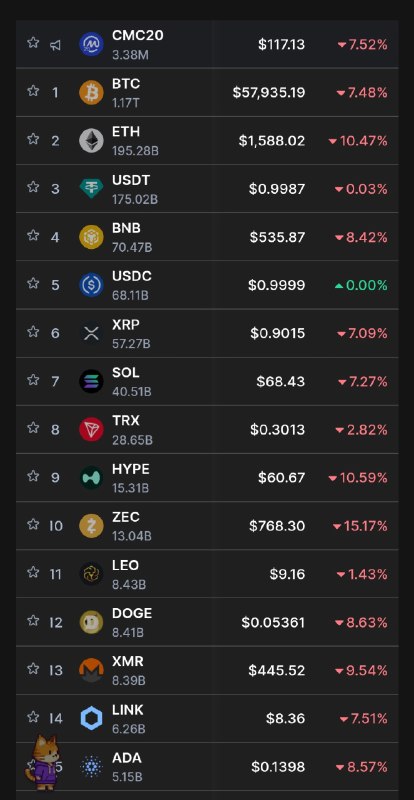 CMC20
3.38M
$117.13
7.52%
1
BTC
1.17T
$57,935.19
7.48%
2
ETH
195.28B
$1,588.02
10.47%
3
USDT
175.02B
$0.9987
0.03%
4
BNB
70.47B
$535.87
8.42%
5
USDC
68.11B
$0.9999
0.00%
6
XRP
57.27B
$0.9015
7.09%
7
SOL
40.51B
$68.43
7.27%
8
TRX
28.65B
$0.3013
2.82%
9
HYPE
15.31B
$60.67
10.59%
10
ZEC
13.04B
$768.30
15.17%
11
LEO
8.43B
$9.16
1.43%
12
DOGE
8.41B
$0.05361
8.63%
13
XMR
8.39B
$445.52
9.54%
14
LINK
6.26B
$8.36
7.51%
5
ADA
5.15B
$0.1398
8.57%